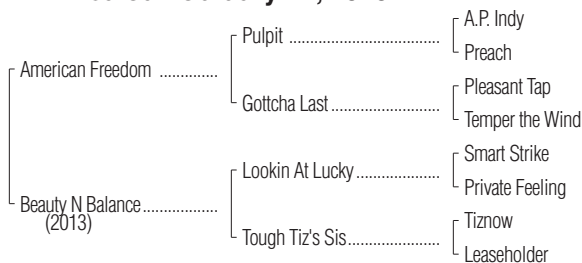 Pulpit
A.P. Indy
Preach
American Freedom
Gottcha Last
Pleasant Tap
Temper the Wind
Lookin At Lucky
Smart Strike
Private Feeling
Beauty N Balance
(2013)
Tough Tiz's Sis
Tiznow
Leaseholder